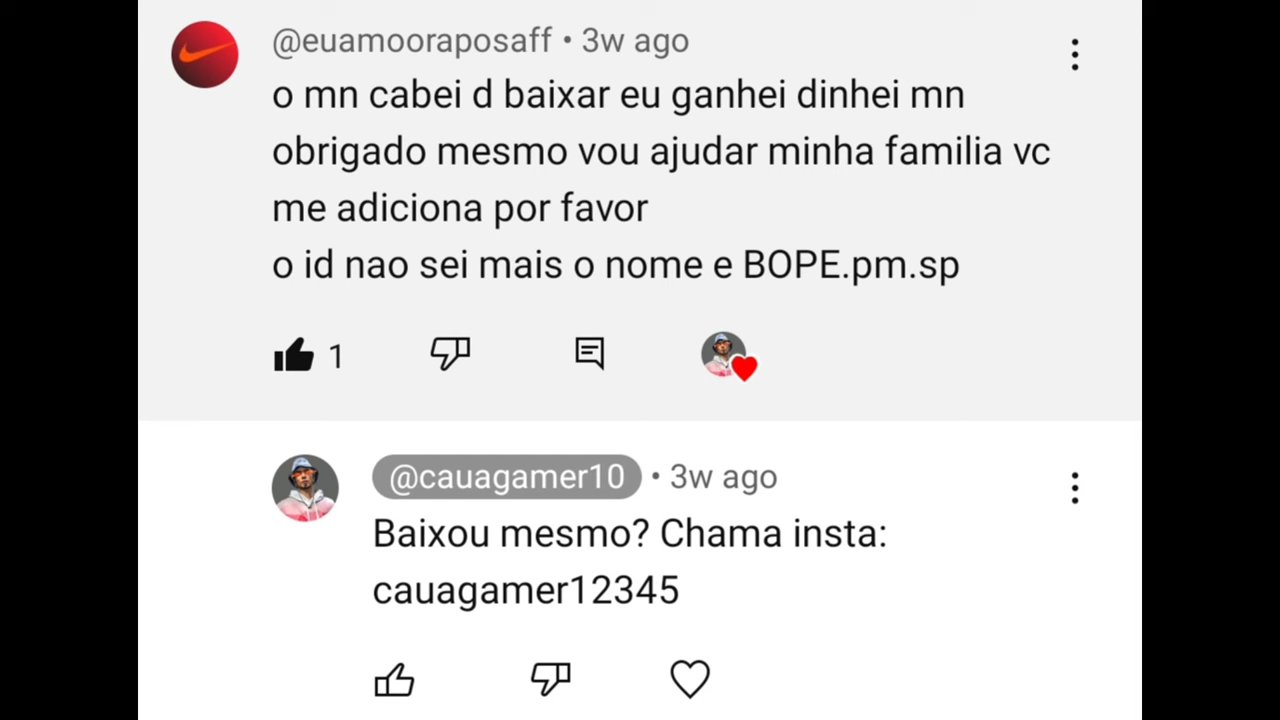 @euamooraposaff • 3w ago
o mn cabei d baixar eu ganhei dinhei mn
obrigado mesmo vou ajudar minha familia vc
me adiciona por favor
o id nao sei mais o nome e BOPE.pm.sp
1
@cauagamer10 • 3w ago
Baixou mesmo? Chama insta:
cauagamer12345